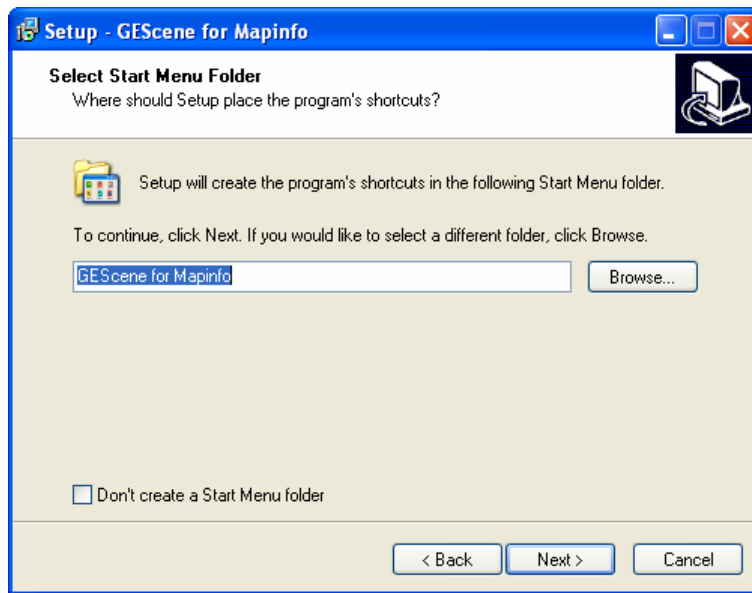 Setup - GEScene for Mapinfo
Select Start Menu Folder
Where should Setup place the program's shortcuts?
Setup will create the program's shortcuts in the following Start Menu folder.
To continue, click Next. If you would like to select a different folder, click Browse.
GEScene for Mapinfo
Browse...
Don't create a Start Menu folder
< Back
Next >
Cancel